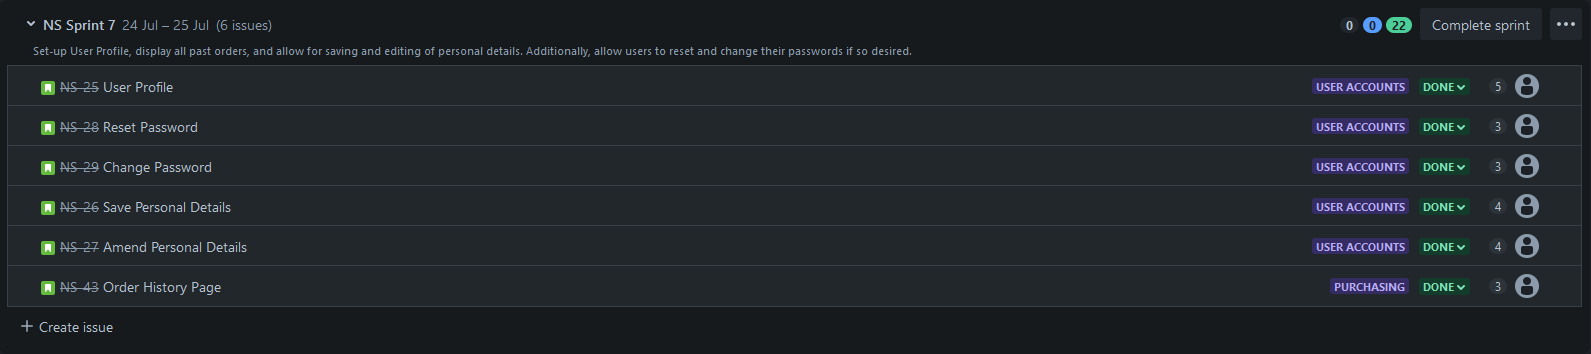 NS Sprint 7 24 Jul – 25 Jul (6 issues) 0 0 22 Complete sprint
Set-up User Profile, display all past orders, and allow for saving and editing of personal details. Additionally, allow users to reset and change their passwords if so desired.
NS-25 User Profile USER ACCOUNTS DONE 5
NS-28 Reset Password USER ACCOUNTS DONE 3
NS-29 Change Password USER ACCOUNTS DONE 3
NS-26 Save Personal Details USER ACCOUNTS DONE 4
NS-27 Amend Personal Details USER ACCOUNTS DONE 4
NS-43 Order History Page PURCHASING DONE 3
+ Create issue